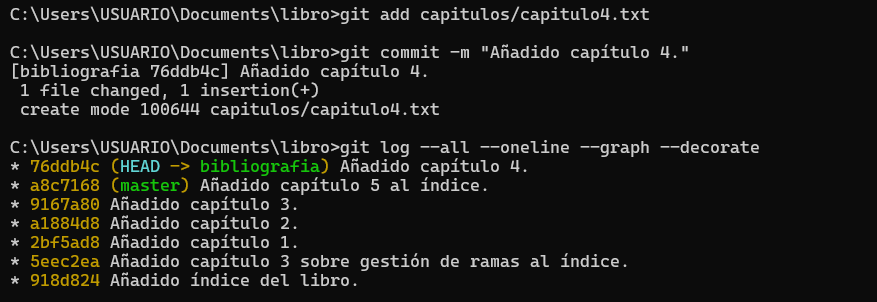 C:\Users\USUARIO\Documents\libro>git add capitulos/capitulo4.txt
C:\Users\USUARIO\Documents\libro>git commit -m "Añadido capítulo 4."
[bibliografia 76ddb4c] Añadido capítulo 4.
 1 file changed, 1 insertion(+)
 create mode 100644 capitulos/capitulo4.txt
C:\Users\USUARIO\Documents\libro>git log --all --oneline --graph --decorate
* 76ddb4c (HEAD -> bibliografia) Añadido capítulo 4.
* a8c7168 (master) Añadido capítulo 5 al índice.
* 9167a80 Añadido capítulo 3.
* a1884d8 Añadido capítulo 2.
* 2bf5ad8 Añadido capítulo 1.
* 5eec2ea Añadido capítulo 3 sobre gestión de ramas al índice.
* 918d824 Añadido índice del libro.